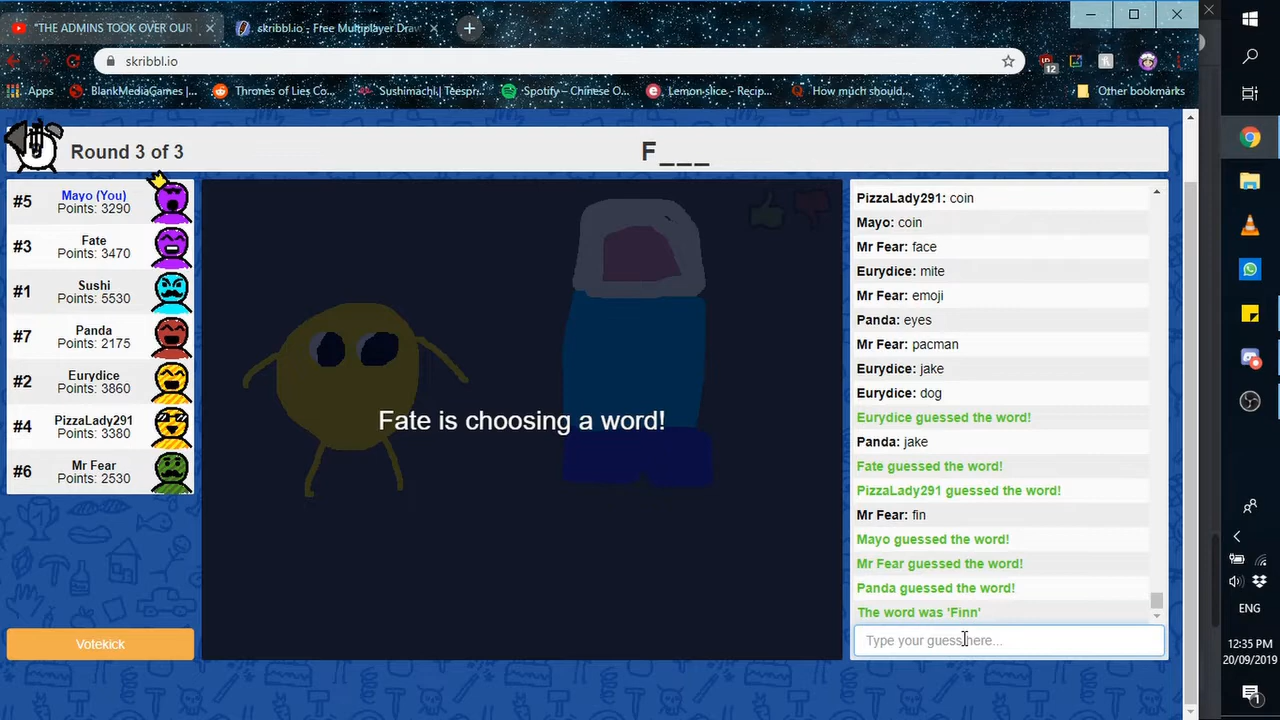 "THE ADMINS TOOK OVER OUR
skribbl.io - Free Multiplayer Draw
skribbl.io
12
Apps
BlankMediaGames |...
Thrones of Lies Co...
Sushimachi | Teespr...
Spotify – Chinese O...
Lemon slice - Recip...
How much should...
Other bookmarks
Round 3 of 3
F___
#5
Mayo (You)
Points: 3290
#3
Fate
Points: 3470
#1
Sushi
Points: 5530
#7
Panda
Points: 2175
#2
Eurydice
Points: 3860
#4
PizzaLady291
Points: 3380
#6
Mr Fear
Points: 2530
Votekick
Fate is choosing a word!
PizzaLady291: coin
Mayo: coin
Mr Fear: face
Eurydice: mite
Mr Fear: emoji
Panda: eyes
Mr Fear: pacman
Eurydice: jake
Eurydice: dog
Eurydice guessed the word!
Panda: jake
Fate guessed the word!
PizzaLady291 guessed the word!
Mr Fear: fin
Mayo guessed the word!
Mr Fear guessed the word!
Panda guessed the word!
The word was 'Finn'
Type your guess here...
ENG
12:35 PM
20/09/2019
1